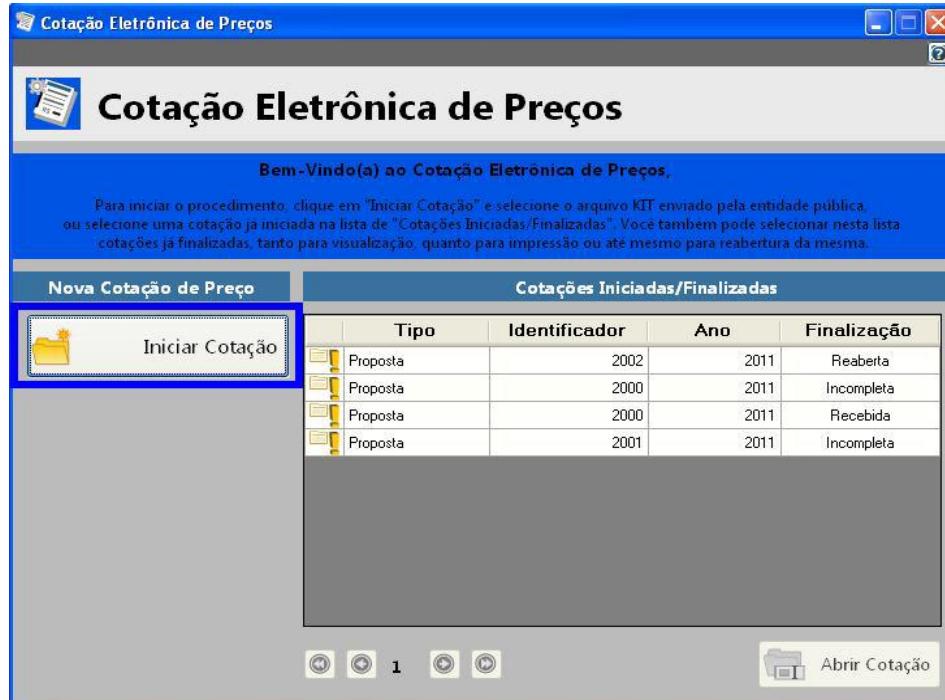 Cotação Eletrônica de Preços
Cotação Eletrônica de Preços
Bem-Vindo(a) ao Cotação Eletrônica de Preços,
Para iniciar o procedimento, clique em "Iniciar Cotação" e selecione o arquivo KIT enviado pela entidade pública,
ou selecione uma cotação já iniciada na lista de "Cotações Iniciadas/Finalizadas". Você também pode selecionar nesta lista
cotações já finalizadas, tanto para visualização, quanto para impressão ou até mesmo para reabertura da mesma.
Nova Cotação de Preço
Cotações Iniciadas/Finalizadas
Iniciar Cotação
Tipo Identificador Ano Finalização
Proposta 2002 2011 Reaberta
Proposta 2000 2011 Incompleta
Proposta 2000 2011 Recebida
Proposta 2001 2011 Incompleta
1
Abrir Cotação